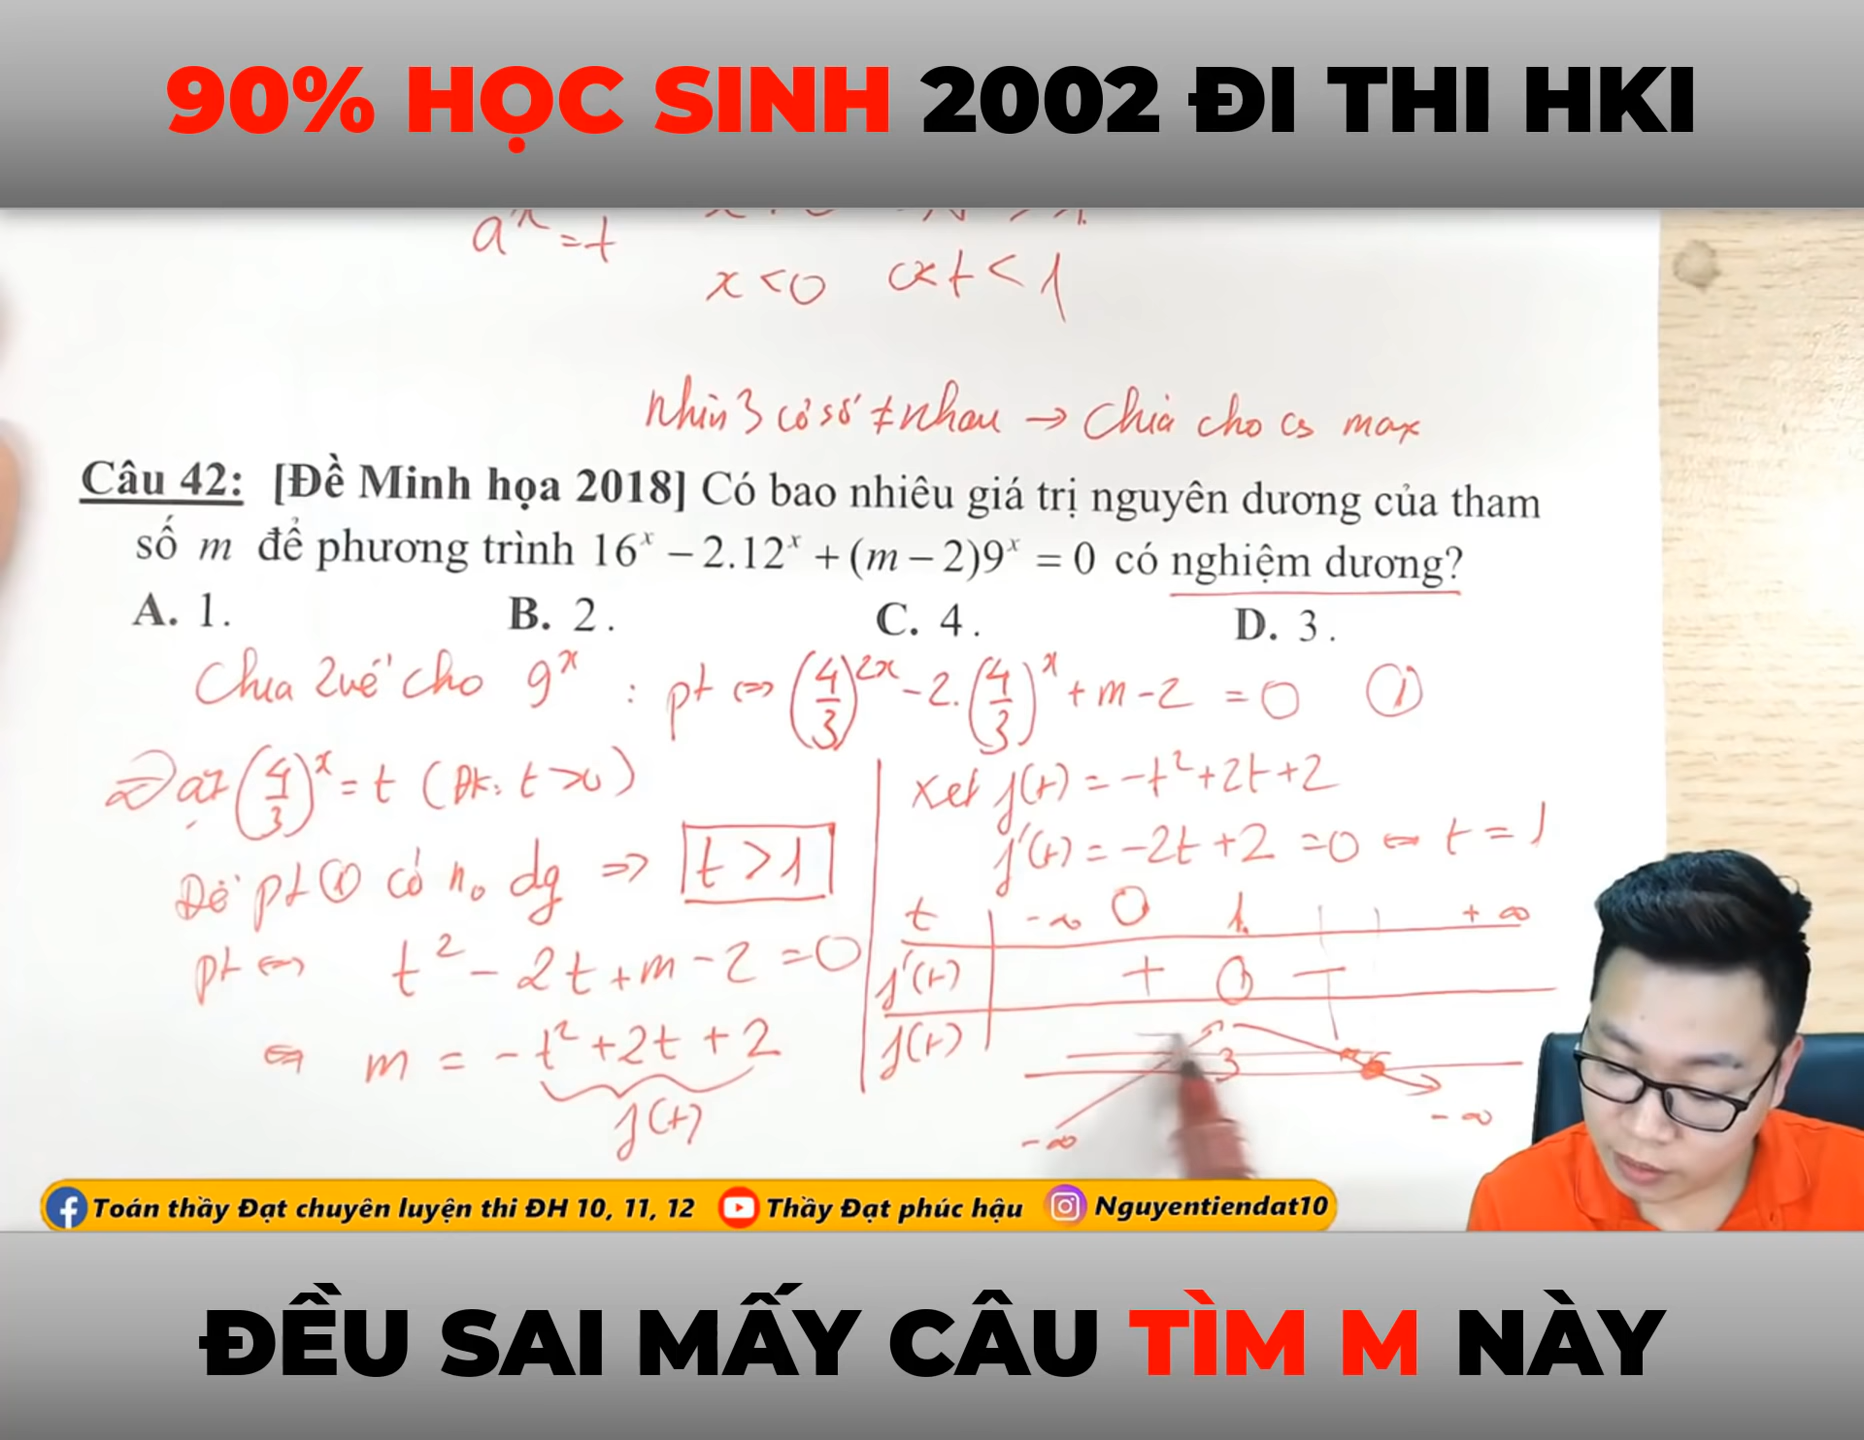 90% HỌC SINH 2002 ĐI THI HKI
aˣ = t
x < 0 0<t < 1
Nhìn 3 cơ số ≠ nhau → Chia cho cs max
Câu 42: [Đề Minh họa 2018] Có bao nhiêu giá trị nguyên dương của tham
số m để phương trình 16ˣ − 2.12ˣ + (m − 2)9ˣ = 0 có nghiệm dương?
A. 1. B. 2. C. 4. D. 3.
Chia 2 vế cho 9ˣ : pt ⇔ (4/3)²ˣ − 2.(4/3)ˣ + m − 2 = 0 ①
Đặt (4/3)ˣ = t (ĐK: t > 0)
Để pt ① có n₀ dg ⇒ t > 1
pt ⇔ t² − 2t + m − 2 = 0
⇔ m = −t² + 2t + 2
f(t)
Xét f(t) = −t² + 2t + 2
f'(t) = −2t + 2 = 0 ⇔ t = 1
t −∞ 0 1 +∞
f'(t) + 0 −
f(t) 3
−∞ −∞
Toán thầy Đạt chuyên luyện thi ĐH 10, 11, 12 Thầy Đạt phúc hậu Nguyentiendat10
ĐỀU SAI MẤY CÂU TÌM M NÀY